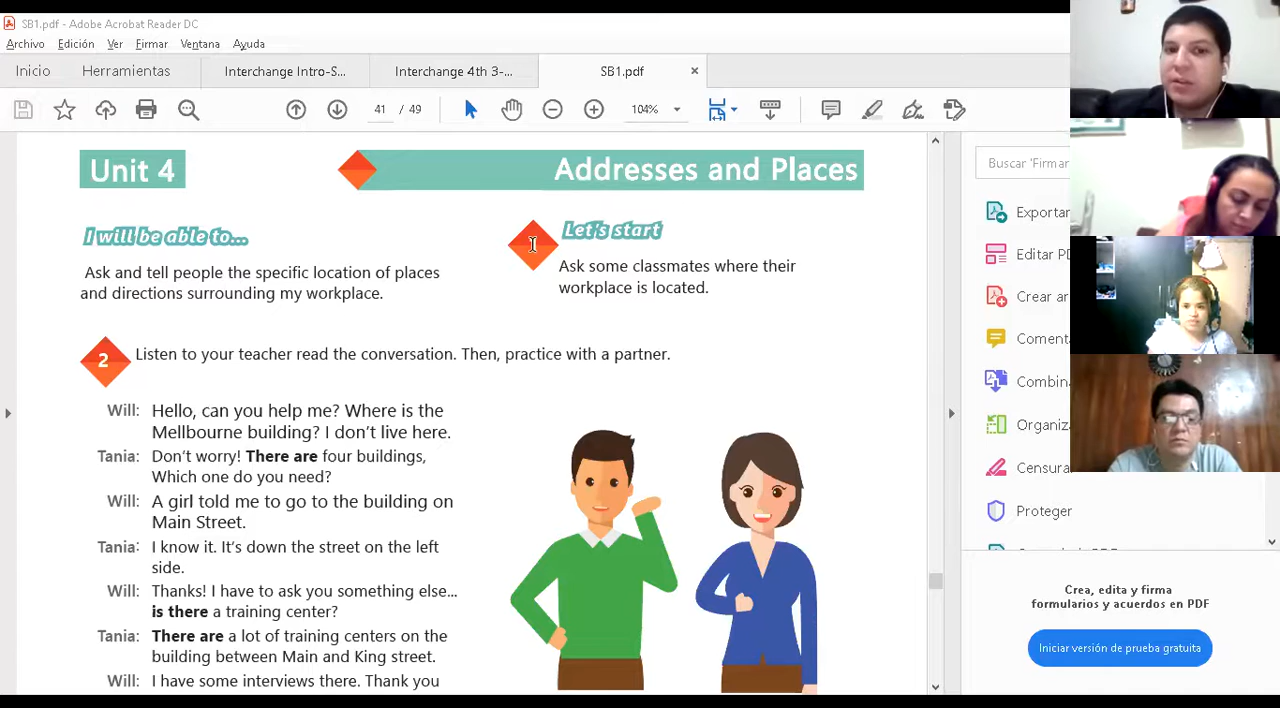 SB1.pdf - Adobe Acrobat Reader DC
Archivo Edición Ver Firmar Ventana Ayuda
Inicio Herramientas Interchange Intro-S... Interchange 4th 3-... SB1.pdf
41 / 49 104%
Unit 4 Addresses and Places
I will be able to...
Ask and tell people the specific location of places
and directions surrounding my workplace.
Let's start
Ask some classmates where their
workplace is located.
2 Listen to your teacher read the conversation. Then, practice with a partner.
Will: Hello, can you help me? Where is the
Mellbourne building? I don't live here.
Tania: Don't worry! There are four buildings,
Which one do you need?
Will: A girl told me to go to the building on
Main Street.
Tania: I know it. It's down the street on the left
side.
Will: Thanks! I have to ask you something else...
is there a training center?
Tania: There are a lot of training centers on the
building between Main and King street.
Will: I have some interviews there. Thank you
Buscar 'Firmar
Exportar
Editar PD
Crear ar
Coment
Combin
Organiz
Censura
Proteger
Crea, edita y firma
formularios y acuerdos en PDF
Iniciar versión de prueba gratuita